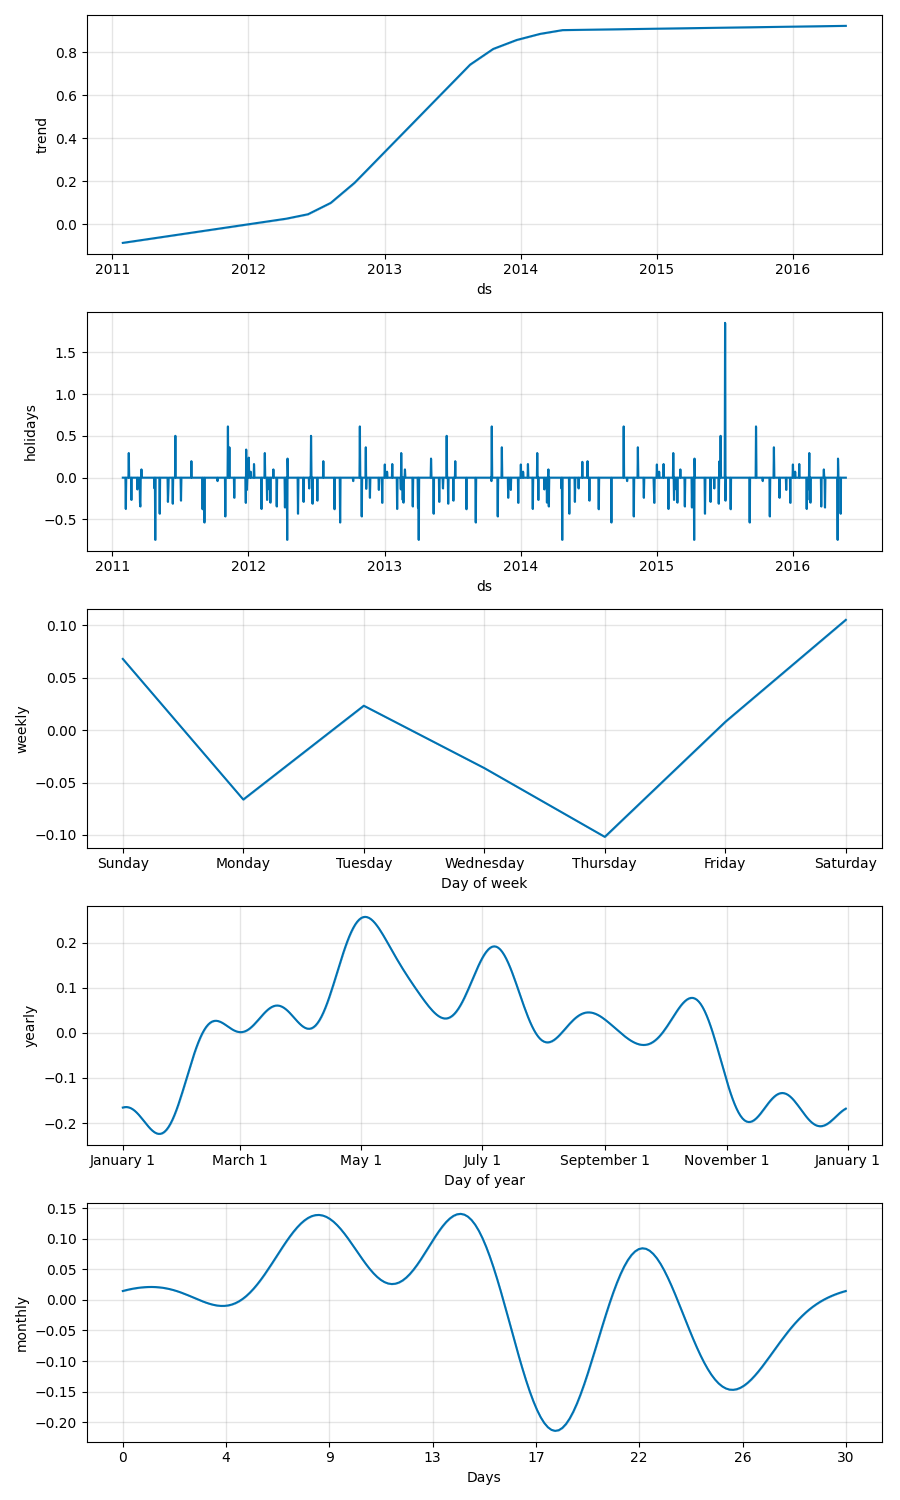 0.8
0.6
0.4
0.2
0.0
trend
2011 2012 2013 2014 2015 2016
ds
1.5
1.0
0.5
0.0
−0.5
holidays
2011 2012 2013 2014 2015 2016
ds
0.10
0.05
0.00
−0.05
−0.10
weekly
Sunday Monday Tuesday Wednesday Thursday Friday Saturday
Day of week
0.2
0.1
0.0
−0.1
−0.2
yearly
January 1 March 1 May 1 July 1 September 1 November 1 January 1
Day of year
0.15
0.10
0.05
0.00
−0.05
−0.10
−0.15
−0.20
monthly
0 4 9 13 17 22 26 30
Days